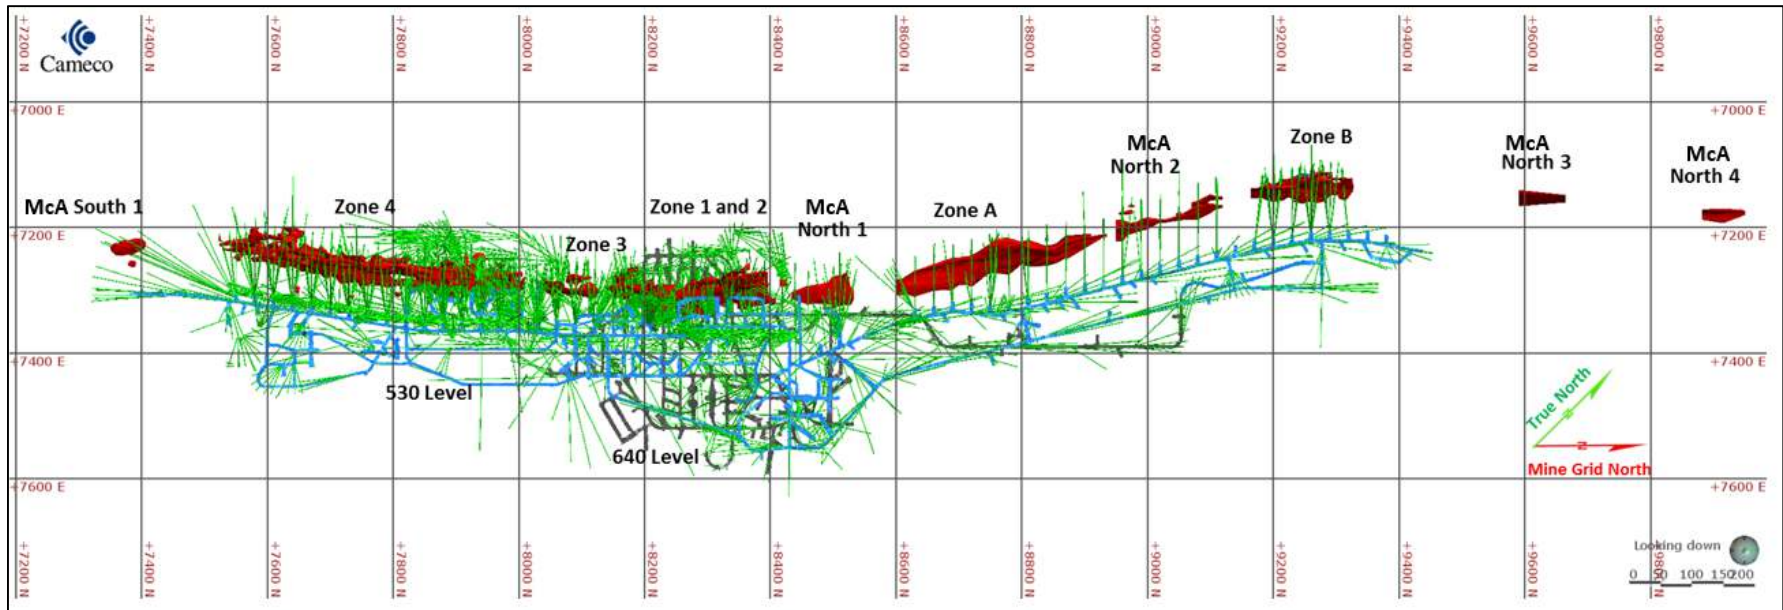 +7200 N
+7400 N
+7600 N
+7800 N
+8000 N
+8200 N
+8400 N
+8600 N
+8800 N
+9000 N
+9200 N
+9400 N
+9600 N
+9800 N
Cameco
+7000 E
+7000 E
McA South 1
Zone 4
Zone 3
Zone 1 and 2
McA
North 1
Zone A
McA
North 2
Zone B
McA
North 3
McA
North 4
+7200 E
+7200 E
+7400 E
+7400 E
530 Level
640 Level
True North
N
Mine Grid North
+7600 E
+7600 E
Looking down
0 50 100 150 200
+7200 N
+7400 N
+7600 N
+7800 N
+8000 N
+8200 N
+8400 N
+8600 N
+8800 N
+9000 N
+9200 N
+9400 N
+9600 N
+9800 N